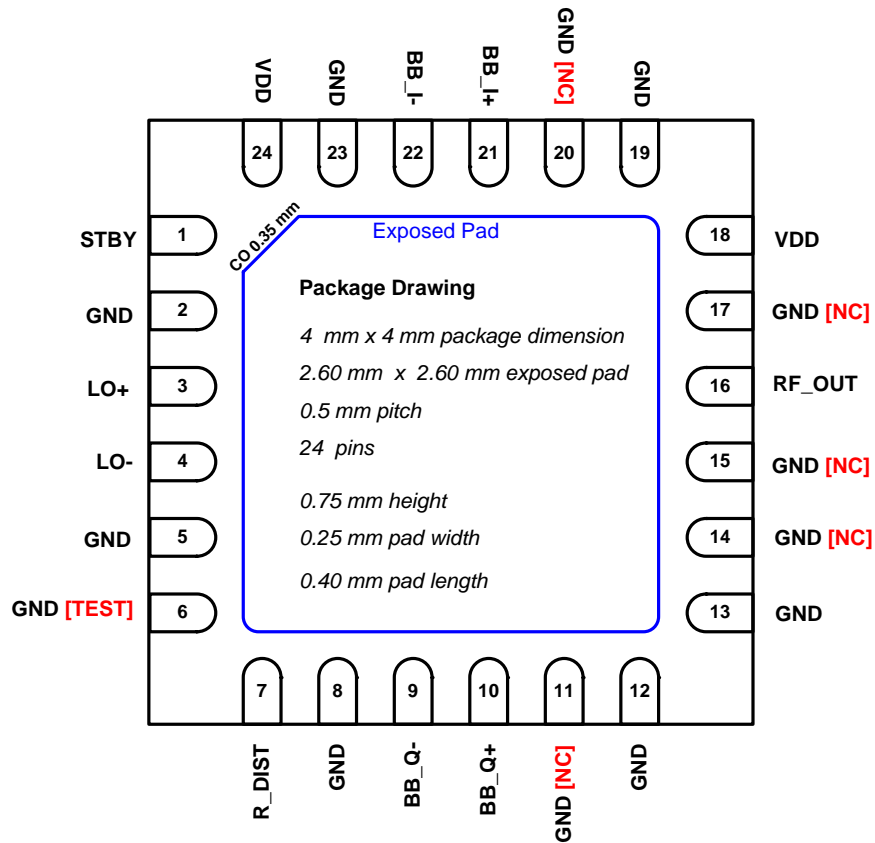 VDD
GND
BB_I-
BB_I+
GND [NC]
GND
24
23
22
21
20
19
STBY
1
GND
2
LO+
3
LO-
4
GND
5
GND [TEST]
6
CO 0.35 mm
Exposed Pad
Package Drawing
4 mm x 4 mm package dimension
2.60 mm x 2.60 mm exposed pad
0.5 mm pitch
24 pins
0.75 mm height
0.25 mm pad width
0.40 mm pad length
18
VDD
17
GND [NC]
16
RF_OUT
15
GND [NC]
14
GND [NC]
13
GND
7
8
9
10
11
12
R_DIST
GND
BB_Q-
BB_Q+
GND [NC]
GND